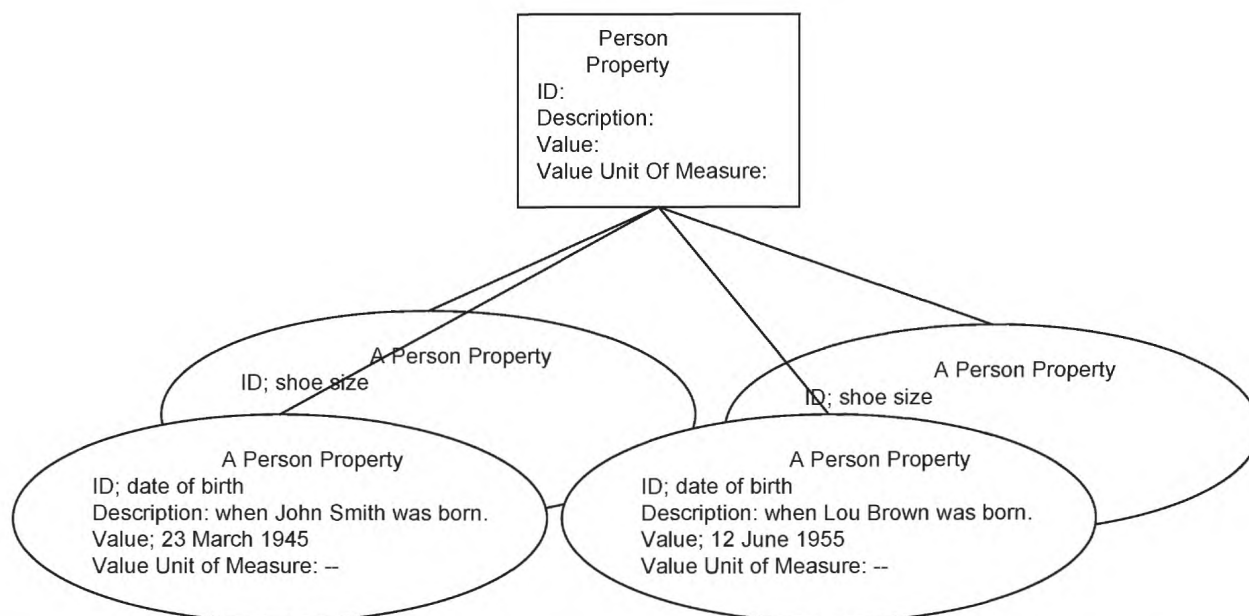 Person
Property
ID:
Description:
Value:
Value Unit Of Measure:
A Person Property
ID; shoe size
A Person Property
ID; shoe size
A Person Property
ID; date of birth
Description: when John Smith was born.
Value; 23 March 1945
Value Unit of Measure: --
A Person Property
ID; date of birth
Description: when Lou Brown was born.
Value; 12 June 1955
Value Unit of Measure: --